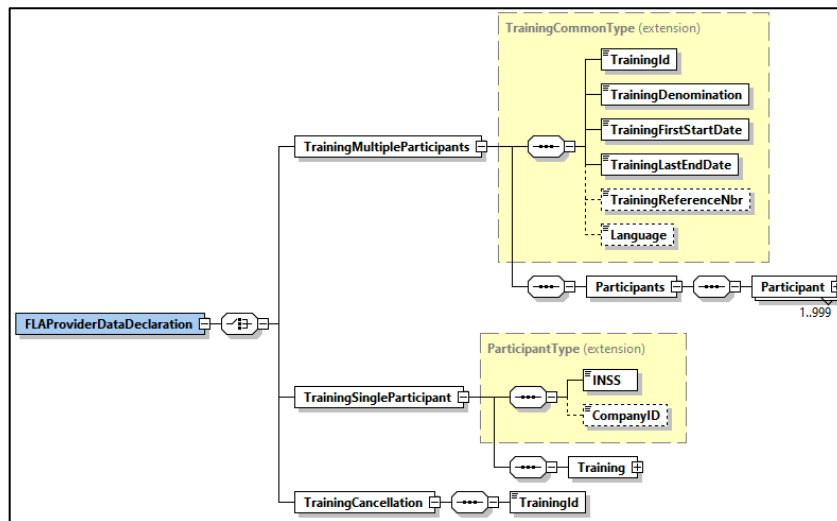 TrainingCommonType (extension)
TrainingId
TrainingDenomination
TrainingFirstStartDate
TrainingMultipleParticipants
TrainingLastEndDate
TrainingReferenceNbr
Language
Participants
Participant
1..999
FLAProviderDataDeclaration
ParticipantType (extension)
INSS
TrainingSingleParticipant
CompanyID
Training
TrainingCancellation
TrainingId